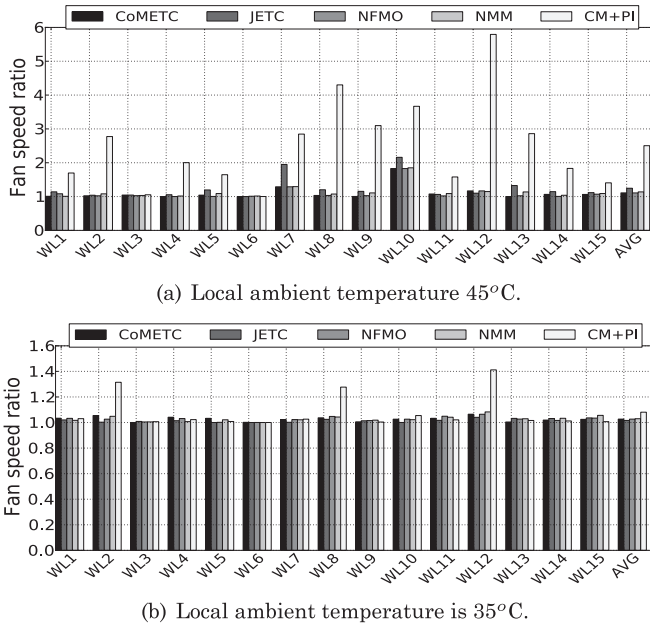 CoMETC JETC NFMO NMM CM+PI
Fan speed ratio
6
5
4
3
2
1
0
WL1 WL2 WL3 WL4 WL5 WL6 WL7 WL8 WL9 WL10 WL11 WL12 WL13 WL14 WL15 AVG
(a) Local ambient temperature 45°C.
CoMETC JETC NFMO NMM CM+PI
Fan speed ratio
1.6
1.4
1.2
1.0
0.8
0.6
0.4
0.2
0.0
WL1 WL2 WL3 WL4 WL5 WL6 WL7 WL8 WL9 WL10 WL11 WL12 WL13 WL14 WL15 AVG
(b) Local ambient temperature is 35°C.